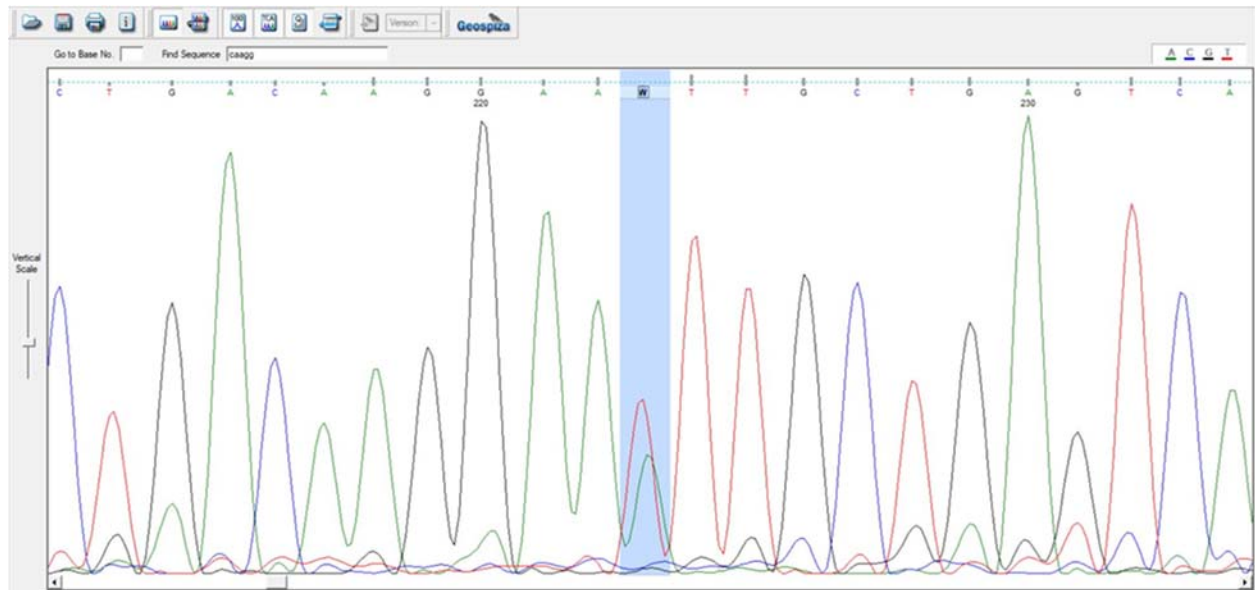 Version: Geospiza
Go to Base No. Find Sequence caagg A C G T
C T G A C A A G G A A W T T G C T G A G T C A
220 230
Vertical
Scale